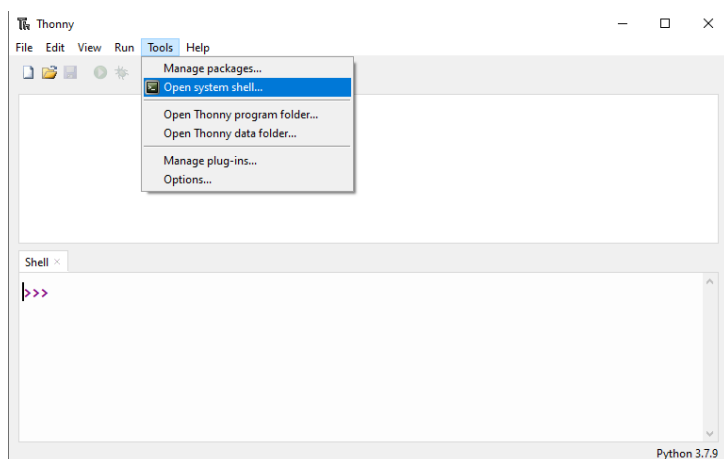 Thonny
File Edit View Run Tools Help
Manage packages...
Open system shell...
Open Thonny program folder...
Open Thonny data folder...
Manage plug-ins...
Options...
Shell ×
>>>
Python 3.7.9